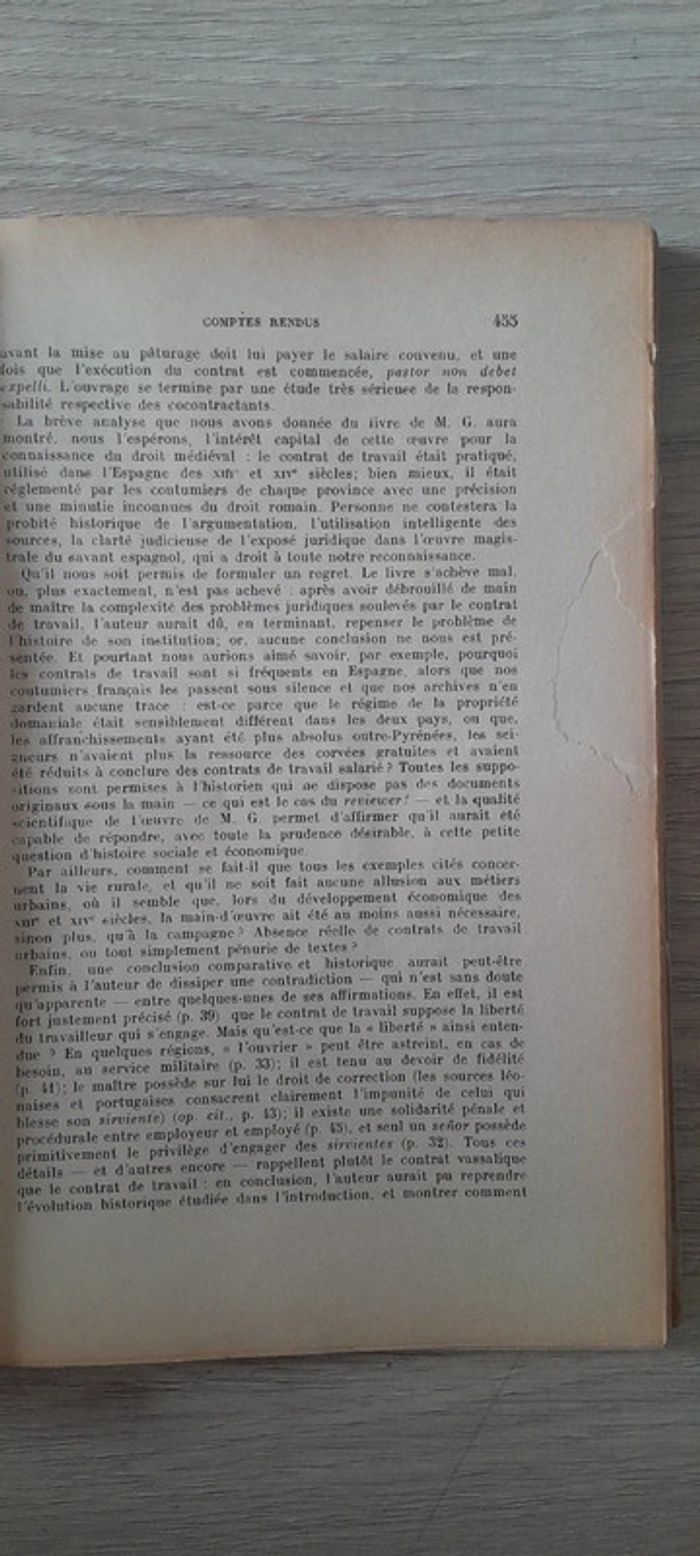 COMPTES RENDUS 455
avant la mise au pâturage doit lui payer le salaire convenu, et une
fois que l'exécution du contrat est commencée, pastor non debet
expelli. L'ouvrage se termine par une étude très sérieuse de la respon-
sabilité respective des cocontractants.
La brève analyse que nous avons donnée du livre de M. G. aura
montré, nous l'espérons, l'intérêt capital de cette œuvre pour la
connaissance du droit médiéval : le contrat de travail était pratiqué,
utilisé dans l'Espagne des XIIIe et XIVe siècles; bien mieux, il était
réglementé par les coutumiers de chaque province avec une précision
et une minutie inconnues du droit romain. Personne ne contestera la
probité historique de l'argumentation, l'utilisation intelligente des
sources, la clarté judicieuse de l'exposé juridique dans l'œuvre magis-
trale du savant espagnol, qui a droit à toute notre reconnaissance.
Qu'il nous soit permis de formuler un regret. Le livre s'achève mal,
ou, plus exactement, n'est pas achevé : après avoir débrouillé de main
de maître la complexité des problèmes juridiques soulevés par le contrat
de travail, l'auteur aurait dû, en terminant, repenser le problème de
l'histoire de son institution; or, aucune conclusion ne nous est pré-
sentée. Et pourtant nous aurions aimé savoir, par exemple, pourquoi
les contrats de travail sont si fréquents en Espagne, alors que nos
coutumiers français les passent sous silence et que nos archives n'en
gardent aucune trace : est-ce parce que le régime de la propriété
domaniale était sensiblement différent dans les deux pays, ou que,
les affranchissements ayant été plus absolus outre-Pyrénées, les sei-
gneurs n'avaient plus la ressource des corvées gratuites et avaient
été réduits à conclure des contrats de travail salarié? Toutes les suppo-
sitions sont permises à l'historien qui ne dispose pas des documents
originaux sous la main — ce qui est le cas du reviewer! — et la qualité
scientifique de l'œuvre de M. G. permet d'affirmer qu'il aurait été
capable de répondre, avec toute la prudence désirable, à cette petite
question d'histoire sociale et économique.
Par ailleurs, comment se fait-il que tous les exemples cités concer-
nent la vie rurale, et qu'il ne soit fait aucune allusion aux métiers
urbains, où il semble que, lors du développement économique des
XIIIe et XIVe siècles, la main-d'œuvre ait été au moins aussi nécessaire,
sinon plus, qu'à la campagne? Absence réelle de contrats de travail
urbains, ou tout simplement pénurie de textes?
Enfin, une conclusion comparative et historique aurait peut-être
permis à l'auteur de dissiper une contradiction — qui n'est sans doute
qu'apparente — entre quelques-unes de ses affirmations. En effet, il est
fort justement précisé (p. 39) que le contrat de travail suppose la liberté
du travailleur qui s'engage. Mais qu'est-ce que la « liberté » ainsi enten-
due ? En quelques régions, « l'ouvrier » peut être astreint, en cas de
besoin, au service militaire (p. 33); il est tenu au devoir de fidélité
(p. 41); le maître possède sur lui le droit de correction (les sources léo-
naises et portugaises consacrent clairement l'impunité de celui qui
blesse son sirviente) (op. cit., p. 43); il existe une solidarité pénale et
procédurale entre employeur et employé (p. 45), et seul un señor possède
primitivement le privilège d'engager des sirvientes (p. 32). Tous ces
détails — et d'autres encore — rappellent plutôt le contrat vassalique
que le contrat de travail : en conclusion, l'auteur aurait pu reprendre
l'évolution historique étudiée dans l'introduction, et montrer comment